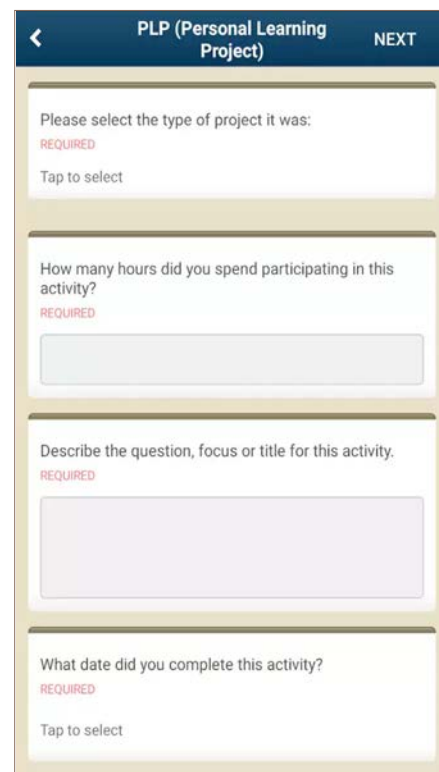 PLP (Personal Learning
Project)
NEXT
Please select the type of project it was:
REQUIRED
Tap to select
How many hours did you spend participating in this
activity?
REQUIRED
Describe the question, focus or title for this activity.
REQUIRED
What date did you complete this activity?
REQUIRED
Tap to select